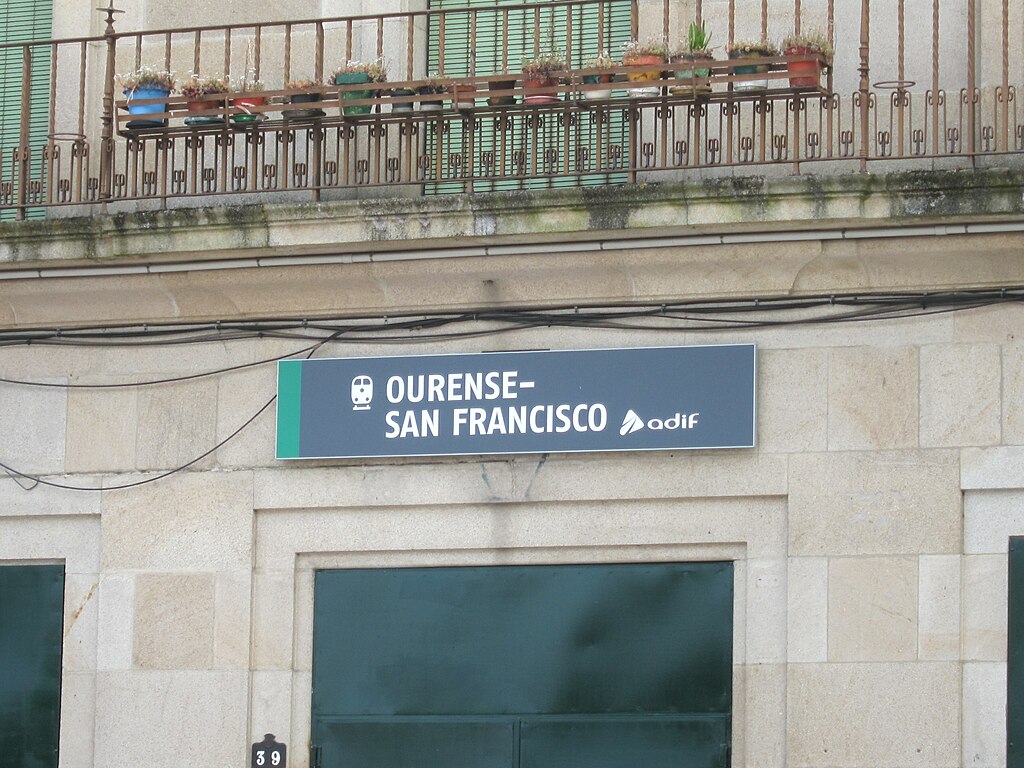 OURENSE-
SAN FRANCISCO adif
39